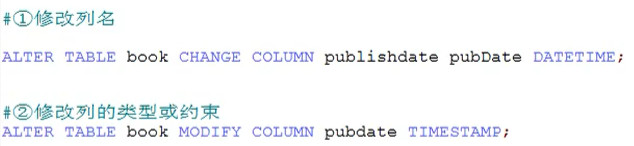 #①修改列名
ALTER TABLE book CHANGE COLUMN publishdate pubDate DATETIME;
#②修改列的类型或约束
ALTER TABLE book MODIFY COLUMN pubdate TIMESTAMP;